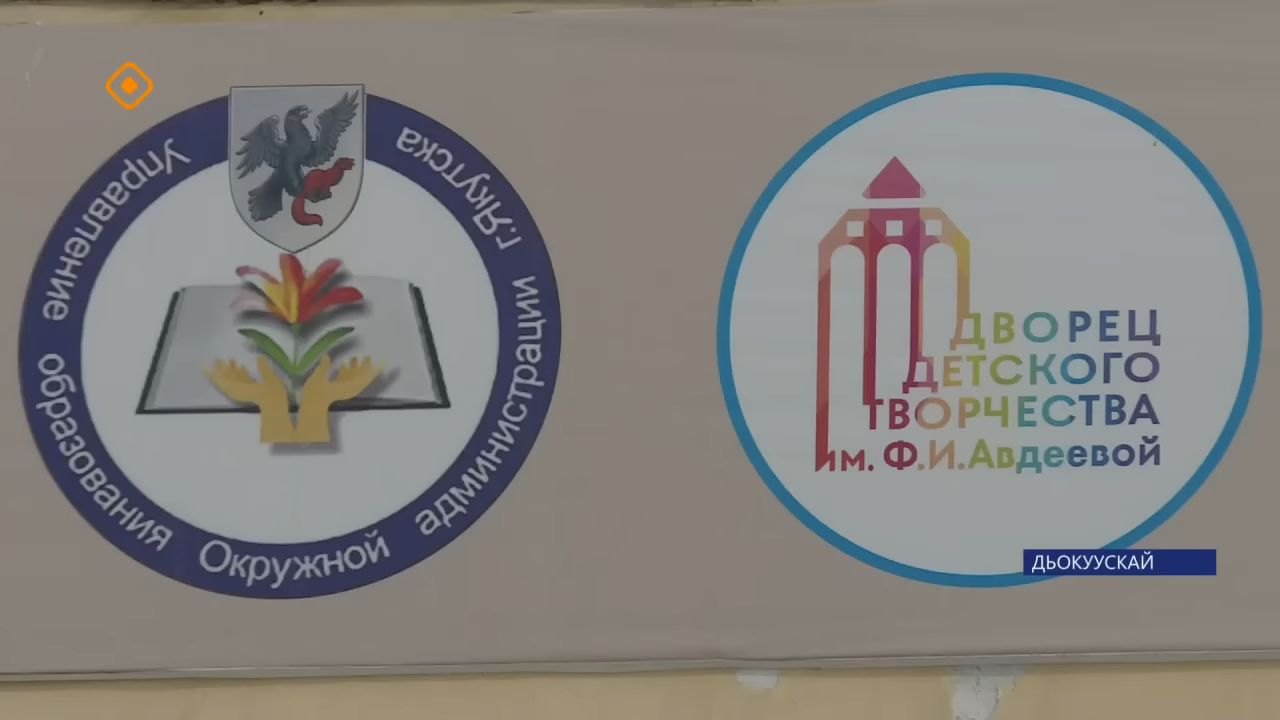 Управление образования Окружной администрации г.Якутска
ДВОРЕЦ
ДЕТСКОГО
ТВОРЧЕСТВА
им. Ф.И.Авдеевой
ДЬОКУУСКАЙ